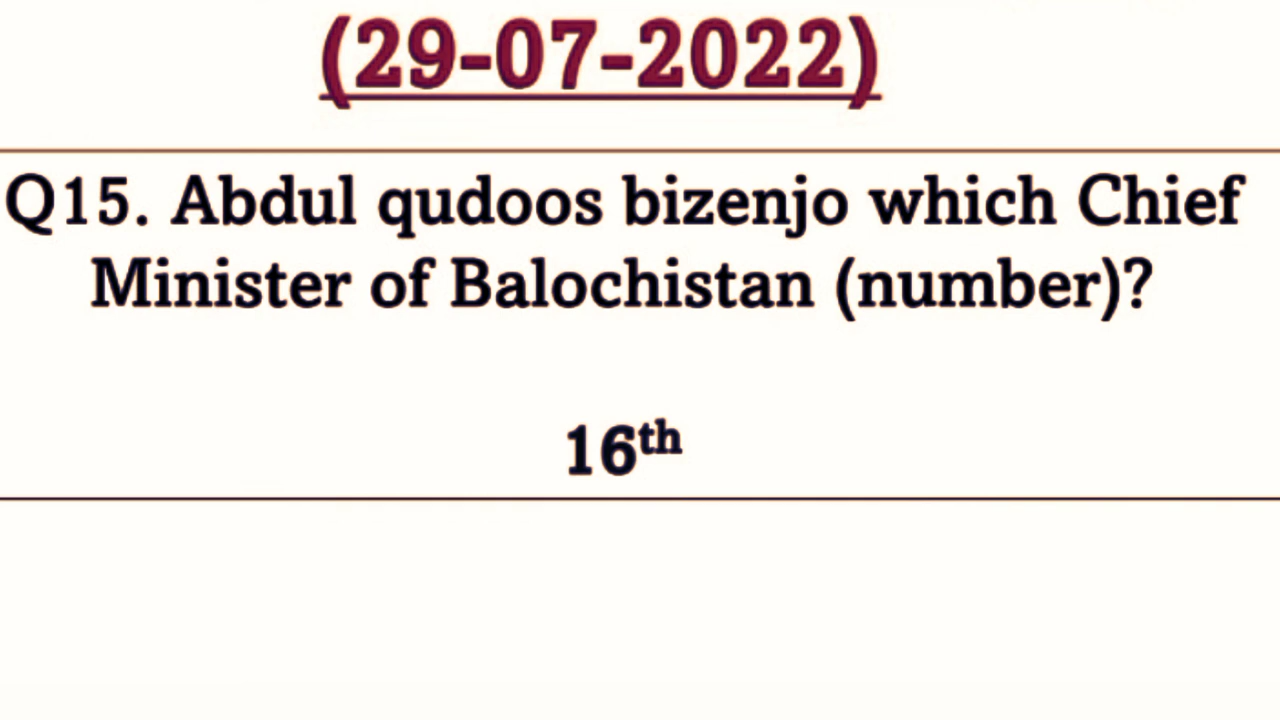 (29-07-2022)
Q15. Abdul qudoos bizenjo which Chief
Minister of Balochistan (number)?
16th